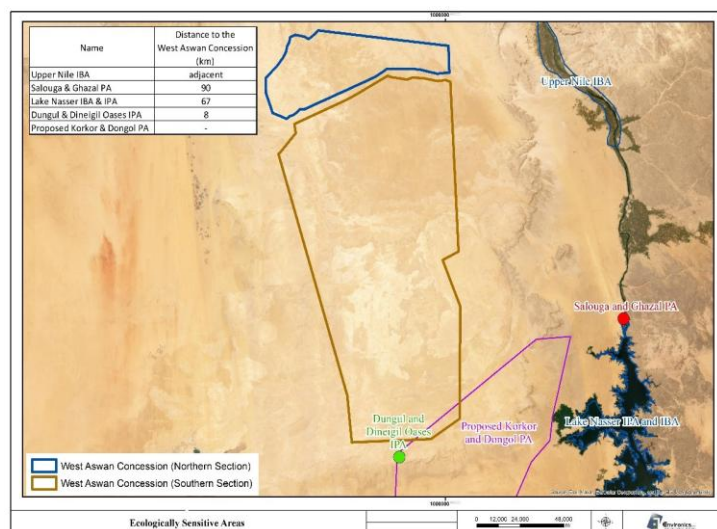 1000000
Name
Distance to the
West Aswan Concession
(km)
Upper Nile IBA
adjacent
Salouga & Ghazal PA
90
Lake Nasser IBA & IPA
67
Dungul & Dineigil Oases IPA
8
Proposed Korkor & Dongol PA
-
Upper Nile IBA
Salouga and Ghazal PA
Dungul and
Dineigil Oases
IPA
Proposed Korkor
and Dongol PA
Lake Nasser IPA and IBA
West Aswan Concession (Northern Section)
West Aswan Concession (Southern Section)
1000000
Ecologically Sensitive Areas
0
12,000
24,000
48,000
Environics